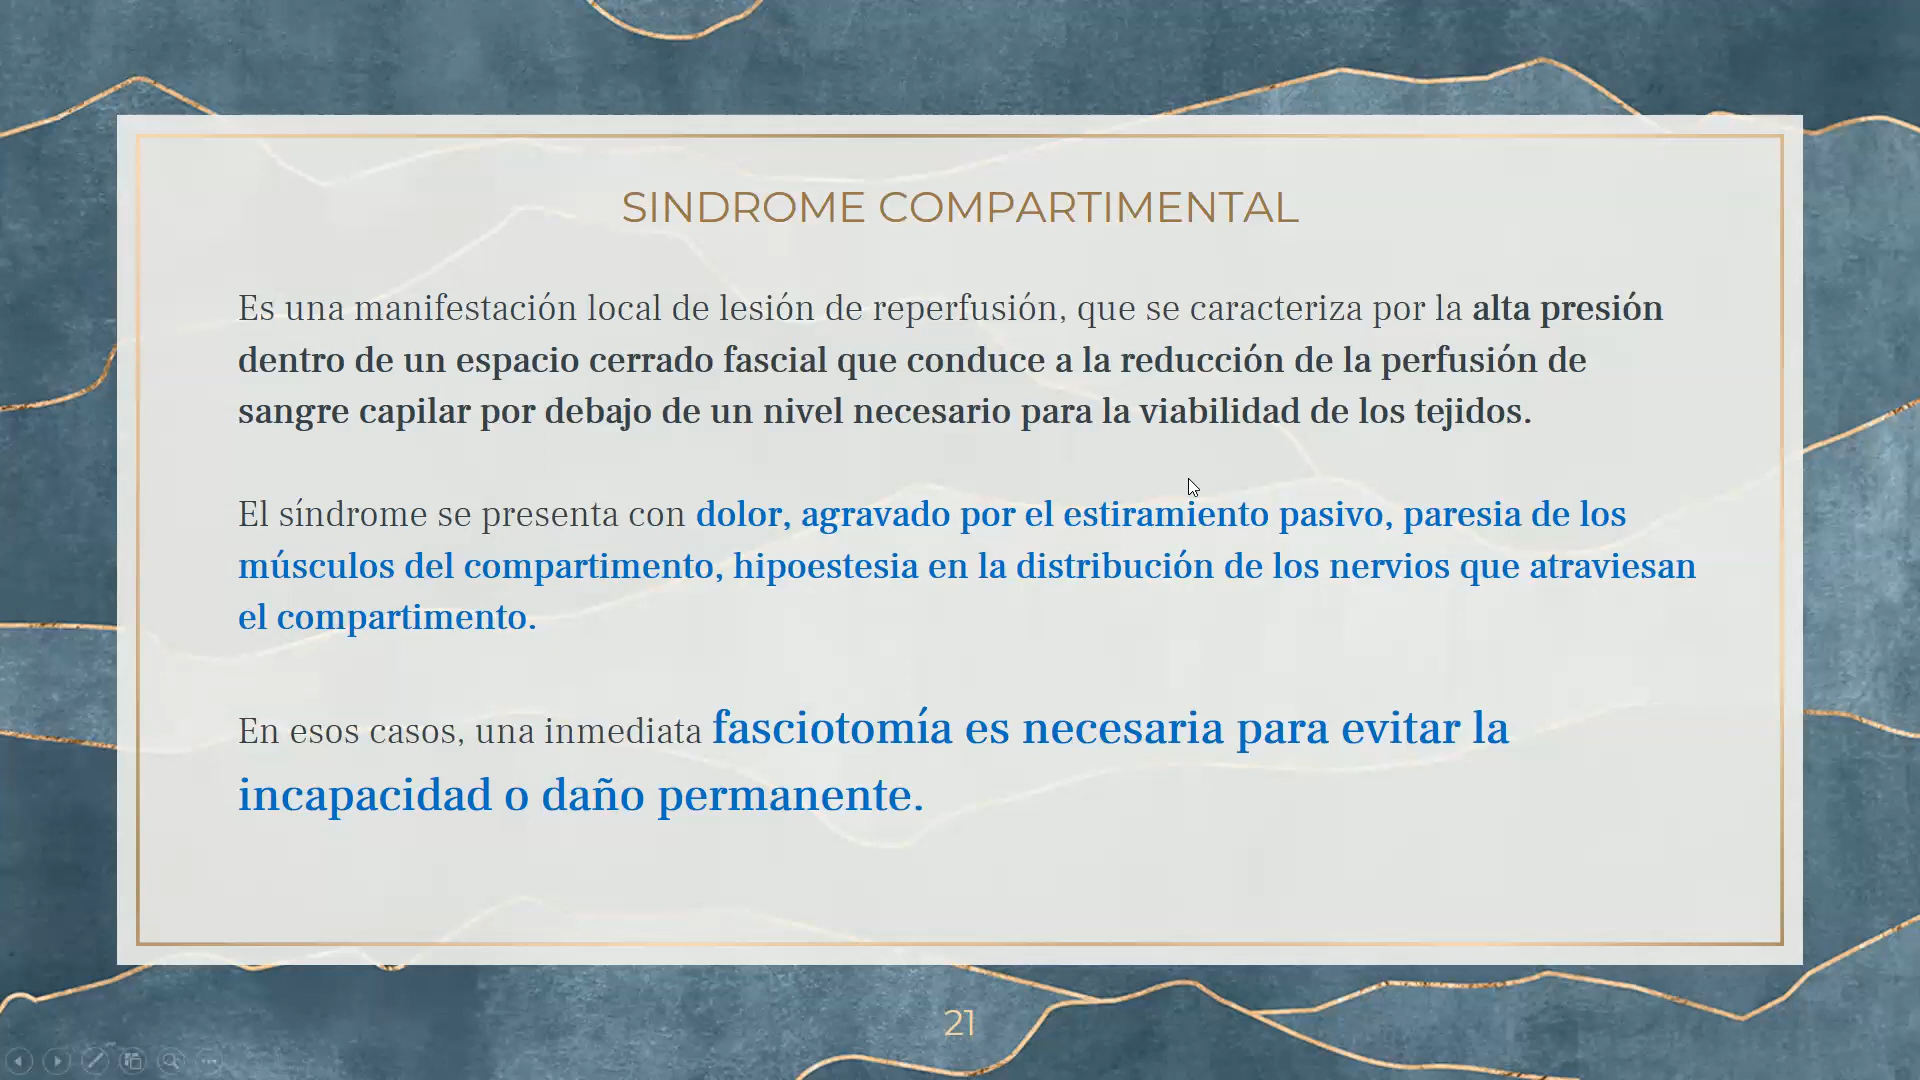 SINDROME COMPARTIMENTAL
Es una manifestación local de lesión de reperfusión, que se caracteriza por la alta presión
dentro de un espacio cerrado fascial que conduce a la reducción de la perfusión de
sangre capilar por debajo de un nivel necesario para la viabilidad de los tejidos.
El síndrome se presenta con dolor, agravado por el estiramiento pasivo, paresia de los
músculos del compartimento, hipoestesia en la distribución de los nervios que atraviesan
el compartimento.
En esos casos, una inmediata fasciotomía es necesaria para evitar la
incapacidad o daño permanente.
21